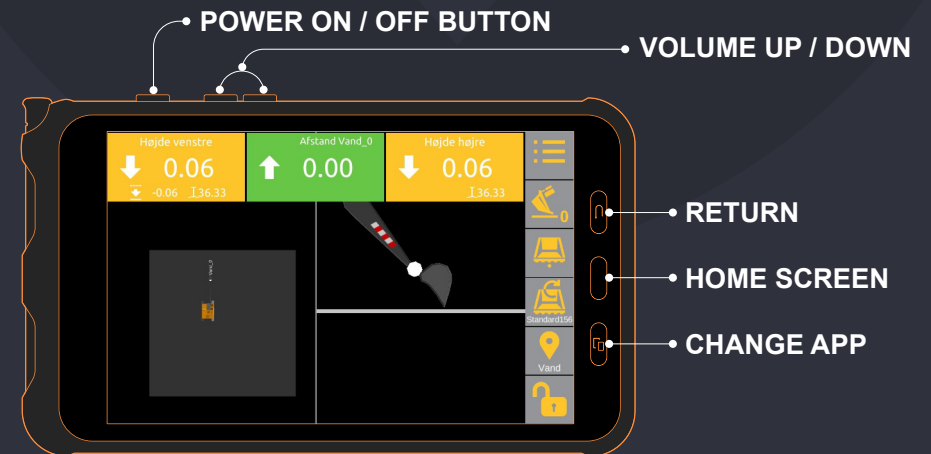 POWER ON / OFF BUTTON
VOLUME UP / DOWN
Højde venstre
0.06
-0.06 36.33
Afstand Vand_0
0.00
Højde højre
0.06
36.33
0
Standard156
Vand
Vand_0
RETURN
HOME SCREEN
CHANGE APP